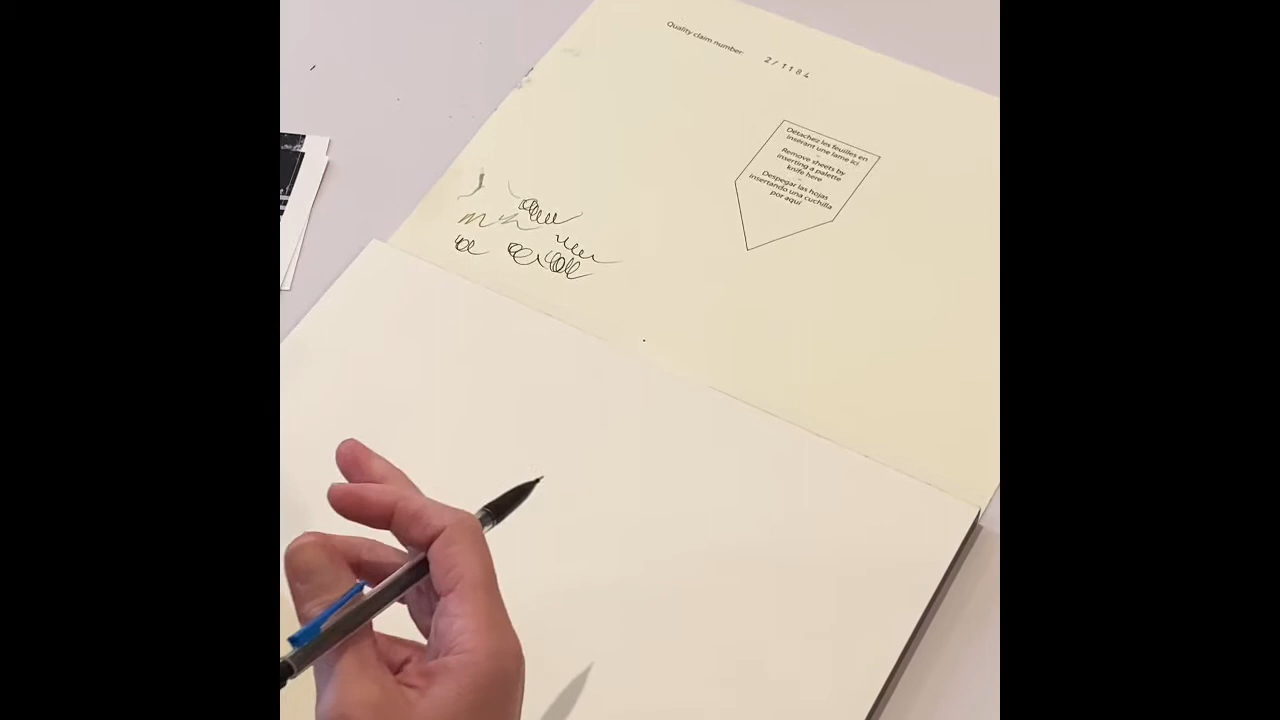 Quality claim number:
2/1184
Détachez les feuilles en
insérant une lame ici
–
Remove sheets by
inserting a palette
knife here
–
Despegar las hojas
insertando una cuchilla
por aquí